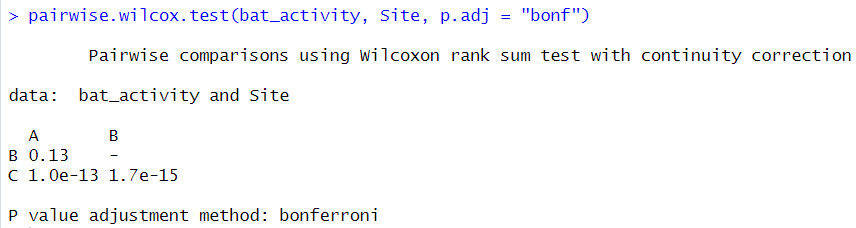 > pairwise.wilcox.test(bat_activity, Site, p.adj = "bonf")
Pairwise comparisons using Wilcoxon rank sum test with continuity correction
data:  bat_activity and Site
A B
B 0.13 -
C 1.0e-13 1.7e-15
P value adjustment method: bonferroni